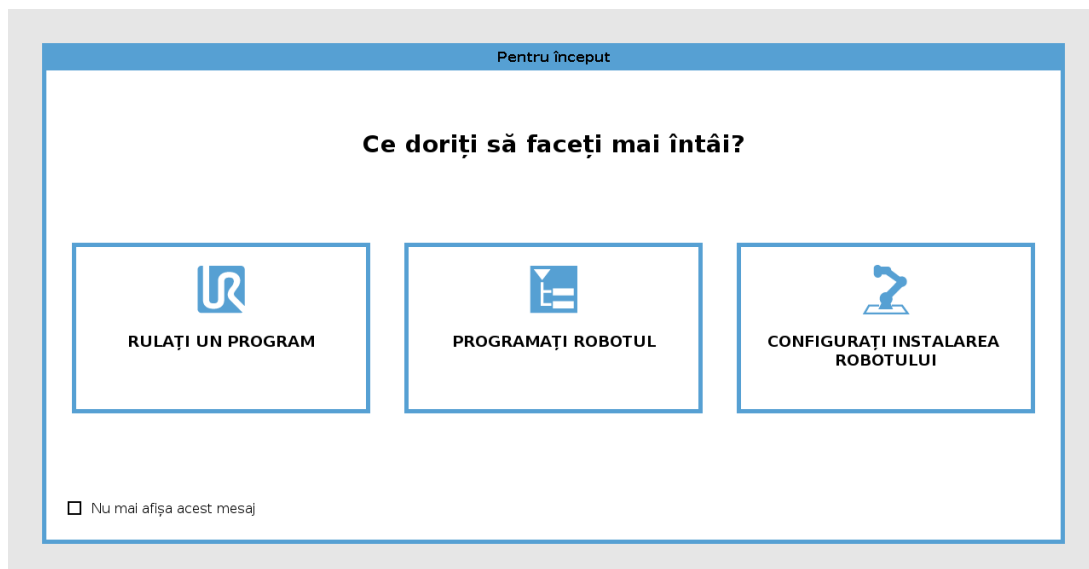 Pentru început
Ce doriți să faceți mai întâi?
RULAȚI UN PROGRAM
PROGRAMAȚI ROBOTUL
CONFIGURAȚI INSTALAREA
ROBOTULUI
Nu mai afișa acest mesaj